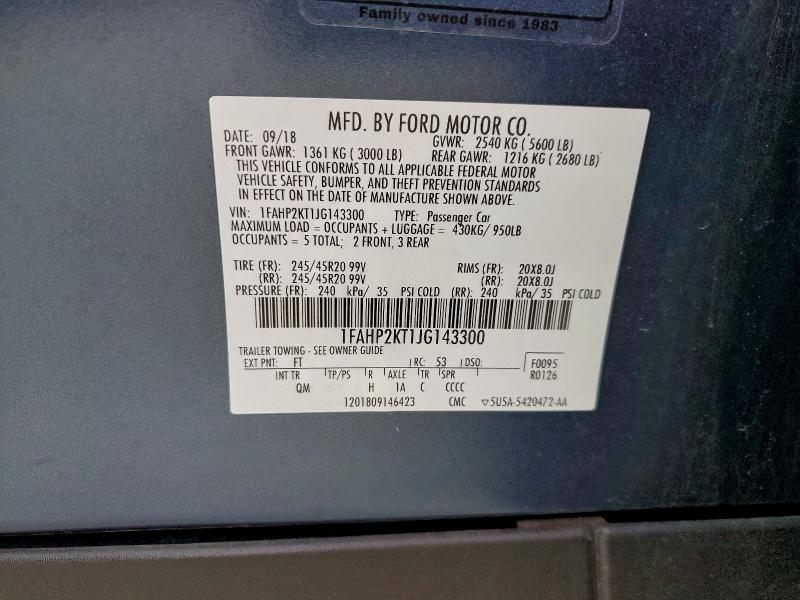 Family owned since 1983
MFD. BY FORD MOTOR CO.
DATE: 09/18 GVWR: 2540 KG ( 5600 LB)
FRONT GAWR: 1361 KG ( 3000 LB) REAR GAWR: 1216 KG ( 2680 LB)
THIS VEHICLE CONFORMS TO ALL APPLICABLE FEDERAL MOTOR
VEHICLE SAFETY, BUMPER, AND THEFT PREVENTION STANDARDS
IN EFFECT ON THE DATE OF MANUFACTURE SHOWN ABOVE.
VIN: 1FAHP2KT1JG143300 TYPE: Passenger Car
MAXIMUM LOAD = OCCUPANTS + LUGGAGE = 430KG/ 950LB
OCCUPANTS = 5 TOTAL; 2 FRONT, 3 REAR
TIRE (FR): 245/45R20 99V RIMS (FR): 20X8.0J
(RR): 245/45R20 99V (RR): 20X8.0J
PRESSURE (FR): 240 kPa/ 35 PSI COLD (RR): 240 kPa/ 35 PSI COLD
1FAHP2KT1JG143300
TRAILER TOWING - SEE OWNER GUIDE
EXT PNT: FT RC: 53 DSO: F0095
INT TR TP/PS R AXLE TR SPR R0126
QM H 1A C CCCC
1201809146423 CMC ▽5U5A-5420472-AA